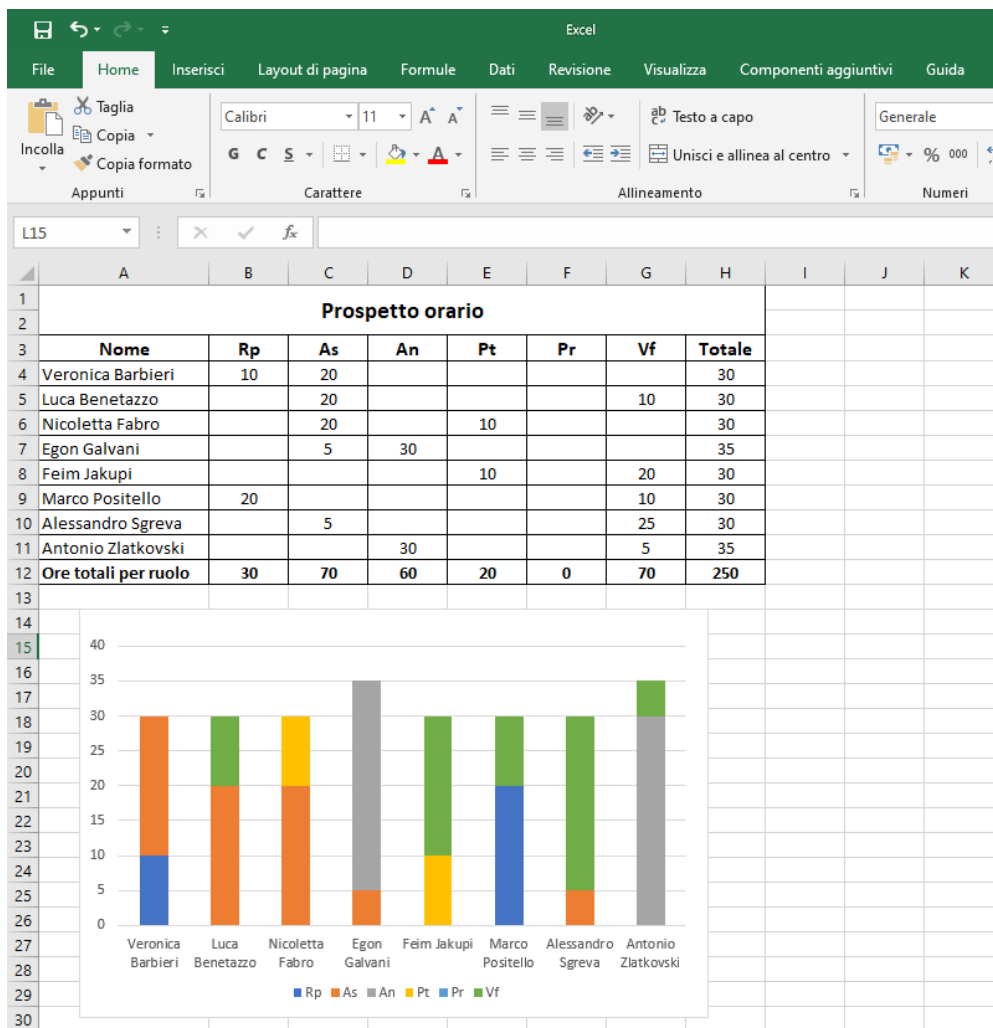 Excel
File Home Inserisci Layout di pagina Formule Dati Revisione Visualizza Componenti aggiuntivi Guida
Incolla
Taglia
Copia
Copia formato
Calibri 11 A A
G C S A
ab Testo a capo
Unisci e allinea al centro
Generale
% 000
Appunti Carattere Allineamento Numeri
L15 fx
A B C D E F G H I J K
1 Prospetto orario
2
3 Nome Rp As An Pt Pr Vf Totale
4 Veronica Barbieri 10 20 30
5 Luca Benetazzo 20 10 30
6 Nicoletta Fabro 20 10 30
7 Egon Galvani 5 30 35
8 Feim Jakupi 10 20 30
9 Marco Positello 20 10 30
10 Alessandro Sgreva 5 25 30
11 Antonio Zlatkovski 30 5 35
12 Ore totali per ruolo 30 70 60 20 0 70 250
13
14
15
16
17
18
19
20
21
22
23
24
25
26
27
28
29
30
40
35
30
25
20
15
10
5
0
Veronica Barbieri
Luca Benetazzo
Nicoletta Fabro
Egon Galvani
Feim Jakupi
Marco Positello
Alessandro Sgreva
Antonio Zlatkovski
Rp As An Pt Pr Vf